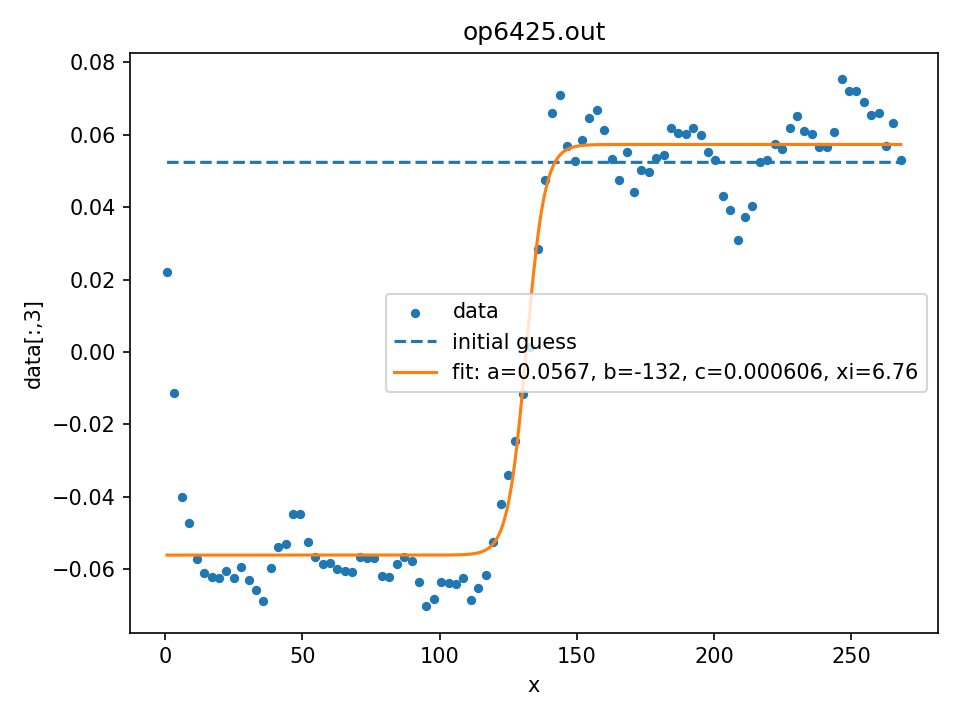 op6425.out
0.08
0.06
0.04
0.02
0.00
−0.02
−0.04
−0.06
data[:,3]
data
initial guess
fit: a=0.0567, b=-132, c=0.000606, xi=6.76
0 50 100 150 200 250
x